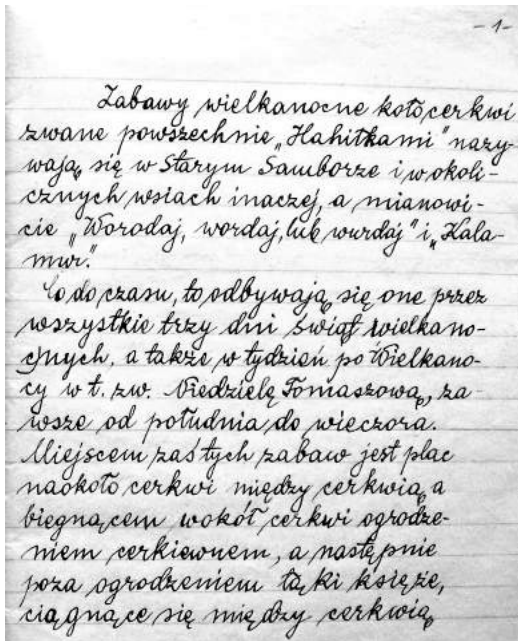 -1-
Zabawy wielkanocne koło cerkwi
zwane powszechnie „Hahiłkami" nazy-
wają się w Starym Samborze i w okoli-
cznych wsiach inaczej, a mianowi-
cie „Worodaj, wordaj, lub wurdaj" i „Kala-
mur."
Co do czasu, to odbywają się one przez
wszystkie trzy dni świąt wielkano-
cnych, a także w tydzień po Wielkano-
cy w t. zw. Niedzielę Tomaszową, za-
wsze od południa do wieczora.
Miejscem zaś tych zabaw jest plac
naokoło cerkwi między cerkwią a
biegnącem wokół cerkwi ogrodze-
niem cerkiewnem, a następnie
poza ogrodzeniem łąki księże,
ciągnące się między cerkwią